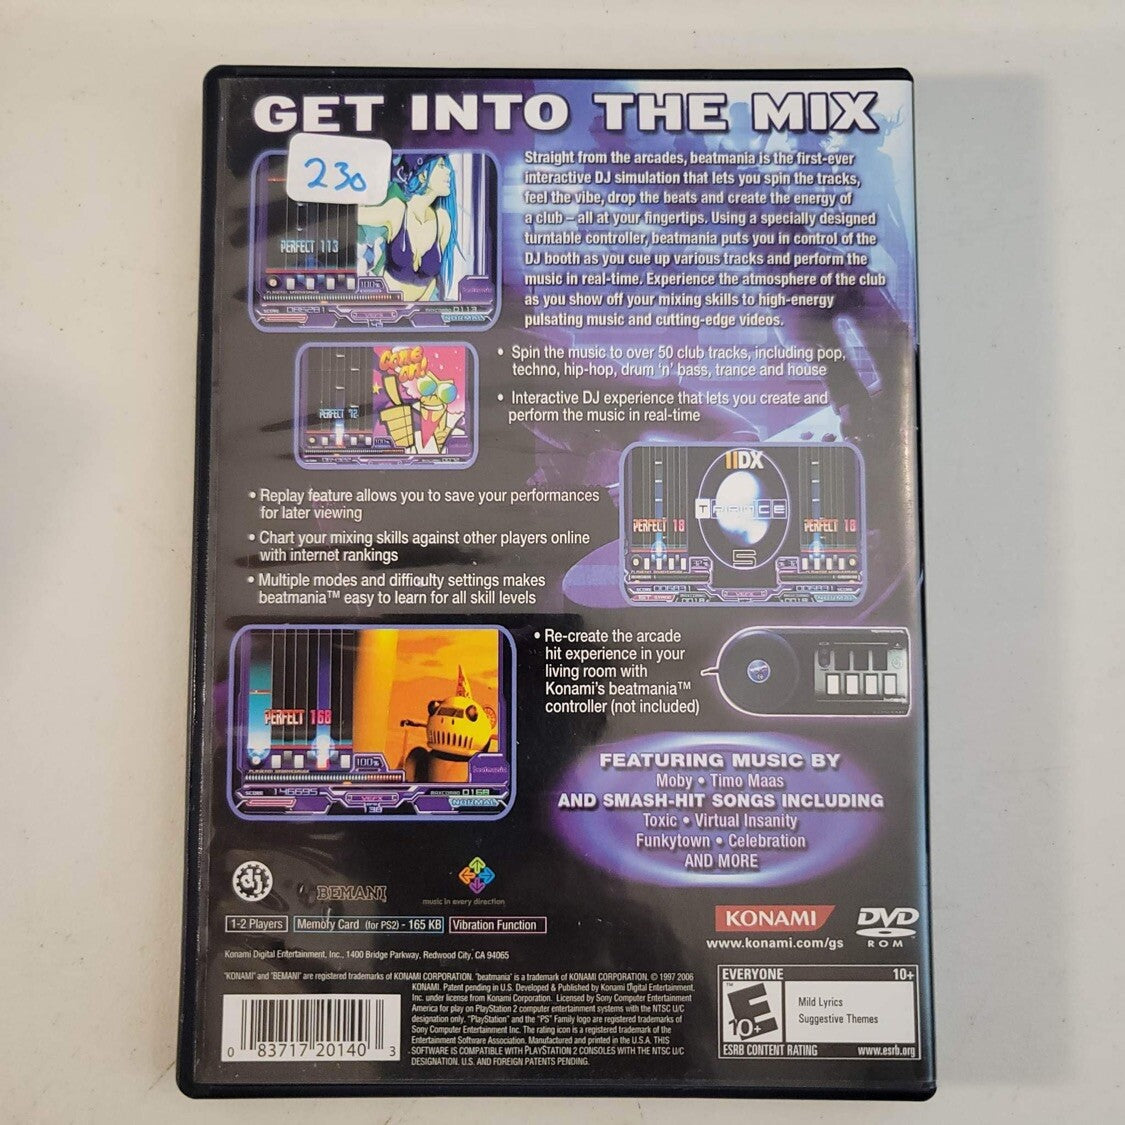 GET INTO THE MIX
230
Straight from the arcades, beatmania is the first-ever
interactive DJ simulation that lets you spin the tracks,
feel the vibe, drop the beats and create the energy of
a club – all at your fingertips. Using a specially designed
turntable controller, beatmania puts you in control of the
DJ booth as you cue up various tracks and perform the
music in real-time. Experience the atmosphere of the club
as you show off your mixing skills to high-energy
pulsating music and cutting-edge videos.
PERFECT 113
100%
NORMAL
• Spin the music to over 50 club tracks, including pop,
techno, hip-hop, drum 'n' bass, trance and house
• Interactive DJ experience that lets you create and
perform the music in real-time
COME
ON!
PERFECT 72
IIDX
TRANCE
PERFECT 18
PERFECT 18
5
• Replay feature allows you to save your performances
for later viewing
• Chart your mixing skills against other players online
with internet rankings
• Multiple modes and difficulty settings makes
beatmania™ easy to learn for all skill levels
PERFECT 168
100%
beatmania
SCORE 146695
MAXCOMBO 0168
138
NORMAL
• Re-create the arcade
hit experience in your
living room with
Konami's beatmania™
controller (not included)
FEATURING MUSIC BY
Moby • Timo Maas
AND SMASH-HIT SONGS INCLUDING
Toxic • Virtual Insanity
Funkytown • Celebration
AND MORE
dj
BEMANI
music in every direction
1-2 Players
Memory Card (for PS2) - 165 KB
Vibration Function
KONAMI
www.konami.com/gs
DVD
ROM
Konami Digital Entertainment, Inc., 1400 Bridge Parkway, Redwood City, CA 94065
"KONAMI" and "BEMANI" are registered trademarks of KONAMI CORPORATION. "beatmania" is a trademark of KONAMI CORPORATION. © 1997 2006
KONAMI. Patent pending in U.S. Developed & Published by Konami Digital Entertainment,
Inc. under license from Konami Corporation. Licensed by Sony Computer Entertainment
America for play on PlayStation 2 computer entertainment systems with the NTSC U/C
designation only. "PlayStation" and the "PS" Family logo are registered trademarks of
Sony Computer Entertainment Inc. The rating icon is a registered trademark of the
Entertainment Software Association. Manufactured and printed in the U.S.A. THIS
SOFTWARE IS COMPATIBLE WITH PLAYSTATION 2 CONSOLES WITH THE NTSC U/C
DESIGNATION. U.S. AND FOREIGN PATENTS PENDING.
0 83717 20140 3
EVERYONE 10+
E
10+
Mild Lyrics
Suggestive Themes
ESRB CONTENT RATING www.esrb.org